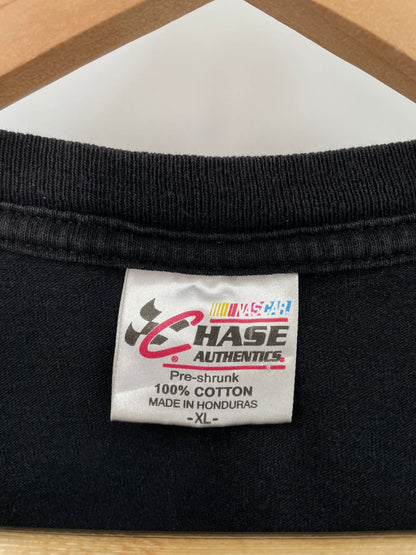 NASCAR
CHASE
AUTHENTICS
Pre-shrunk
100% COTTON
MADE IN HONDURAS
-XL-